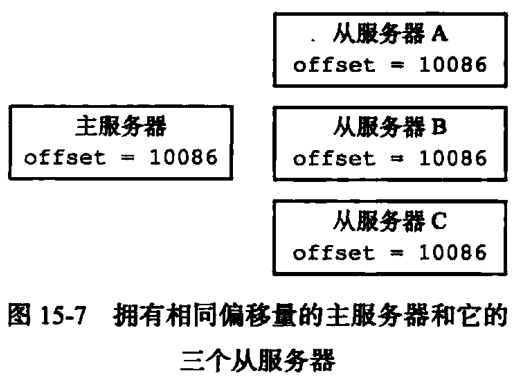 从服务器 A
offset = 10086
主服务器
offset = 10086
从服务器 B
offset = 10086
从服务器 C
offset = 10086
图 15-7 拥有相同偏移量的主服务器和它的
三个从服务器